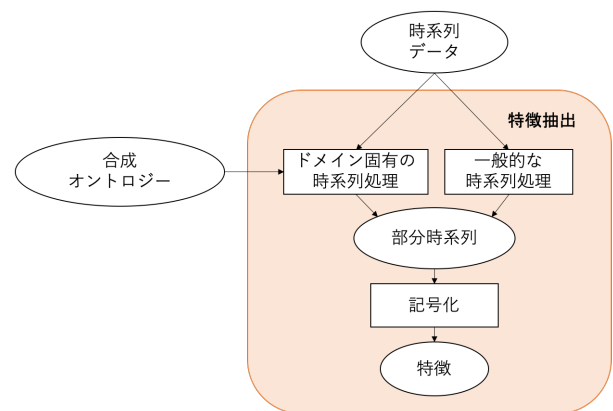 時系列
データ
特徴抽出
合成
オントロジー
ドメイン固有の
時系列処理
一般的な
時系列処理
部分時系列
記号化
特徴